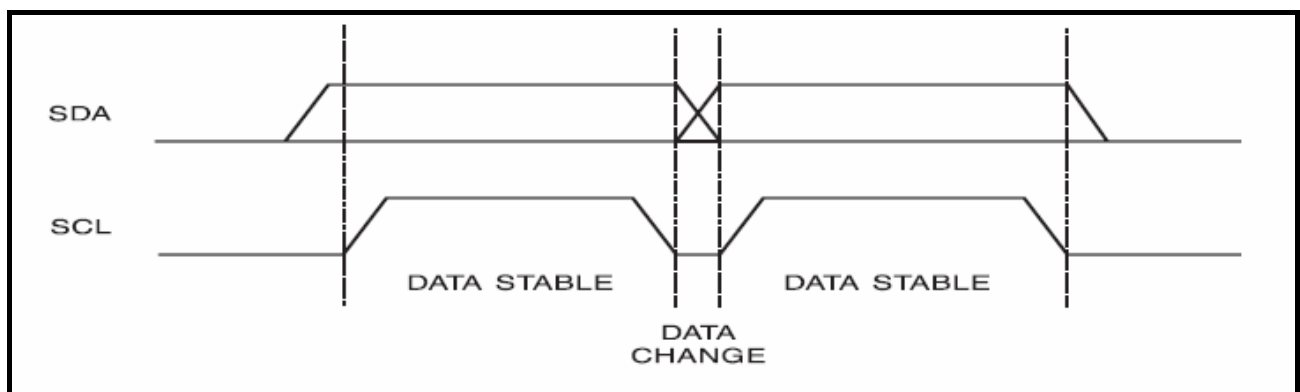 SDA
SCL
DATA STABLE
DATA STABLE
DATA
CHANGE